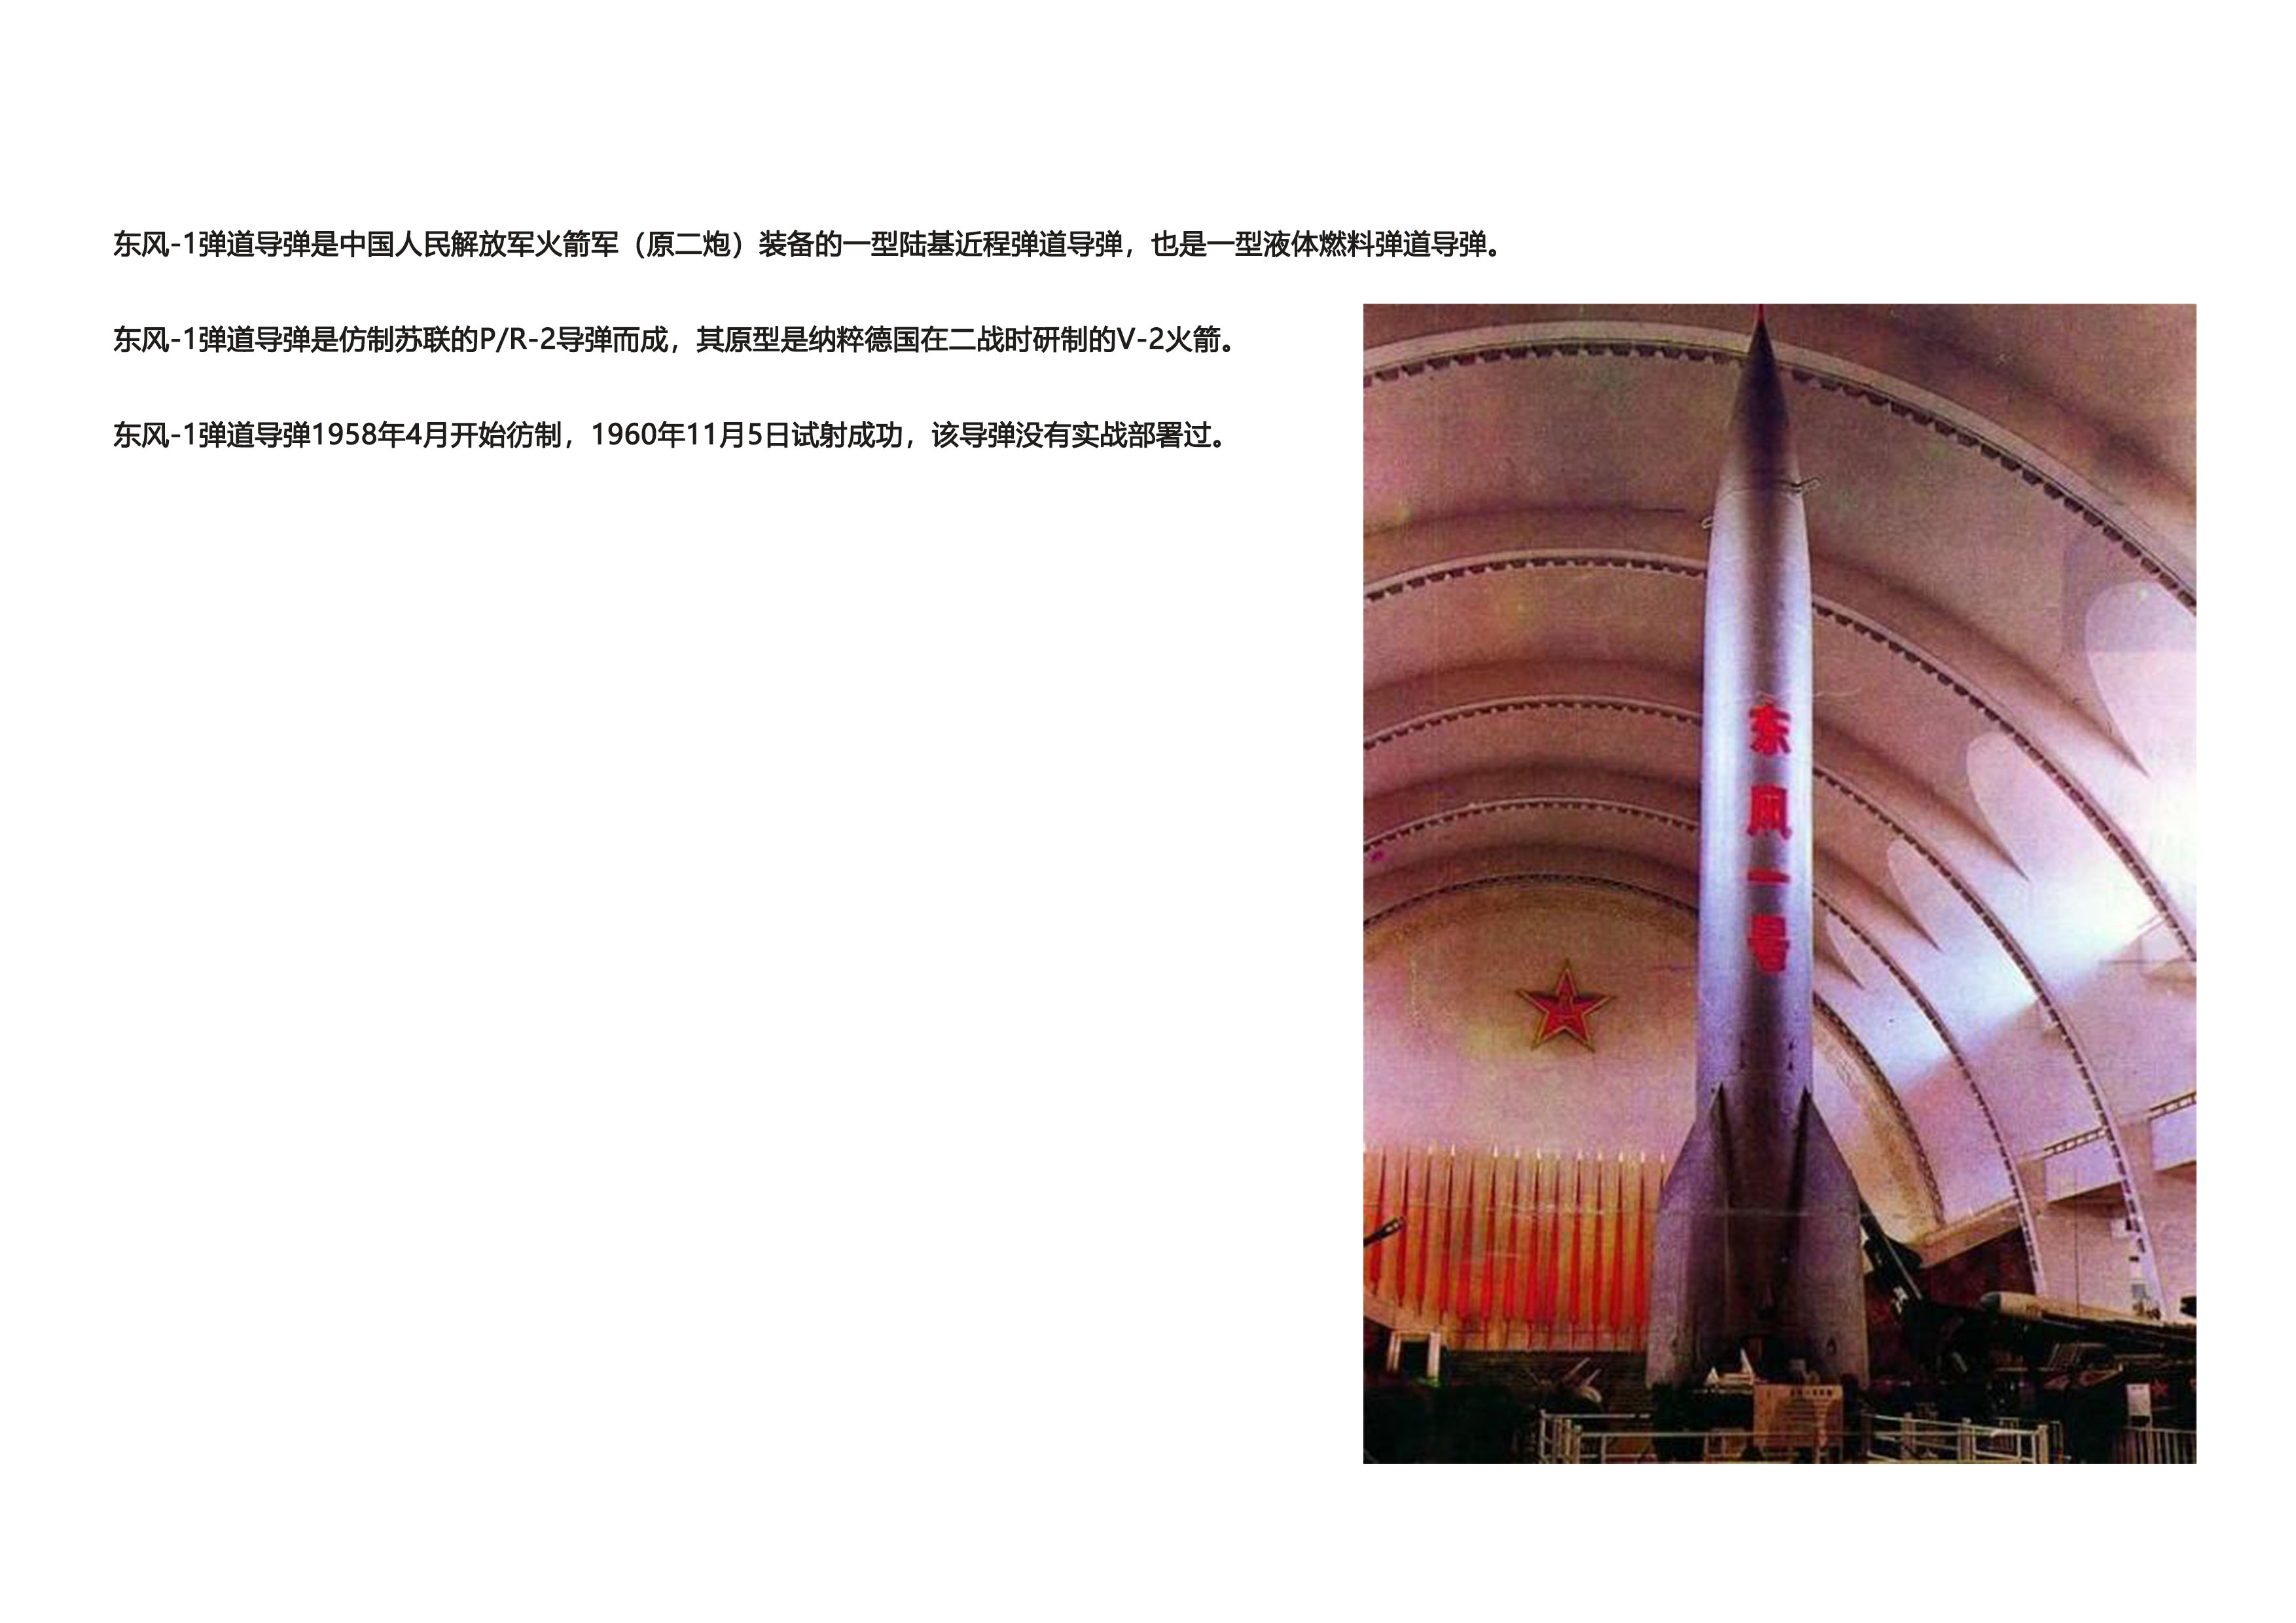 东风-1弹道导弹是中国人民解放军火箭军（原二炮）装备的一型陆基近程弹道导弹，也是一型液体燃料弹道导弹。
东风-1弹道导弹是仿制苏联的P/R-2导弹而成，其原型是纳粹德国在二战时研制的V-2火箭。
东风-1弹道导弹1958年4月开始彷制，1960年11月5日试射成功，该导弹没有实战部署过。
东
风
一
号